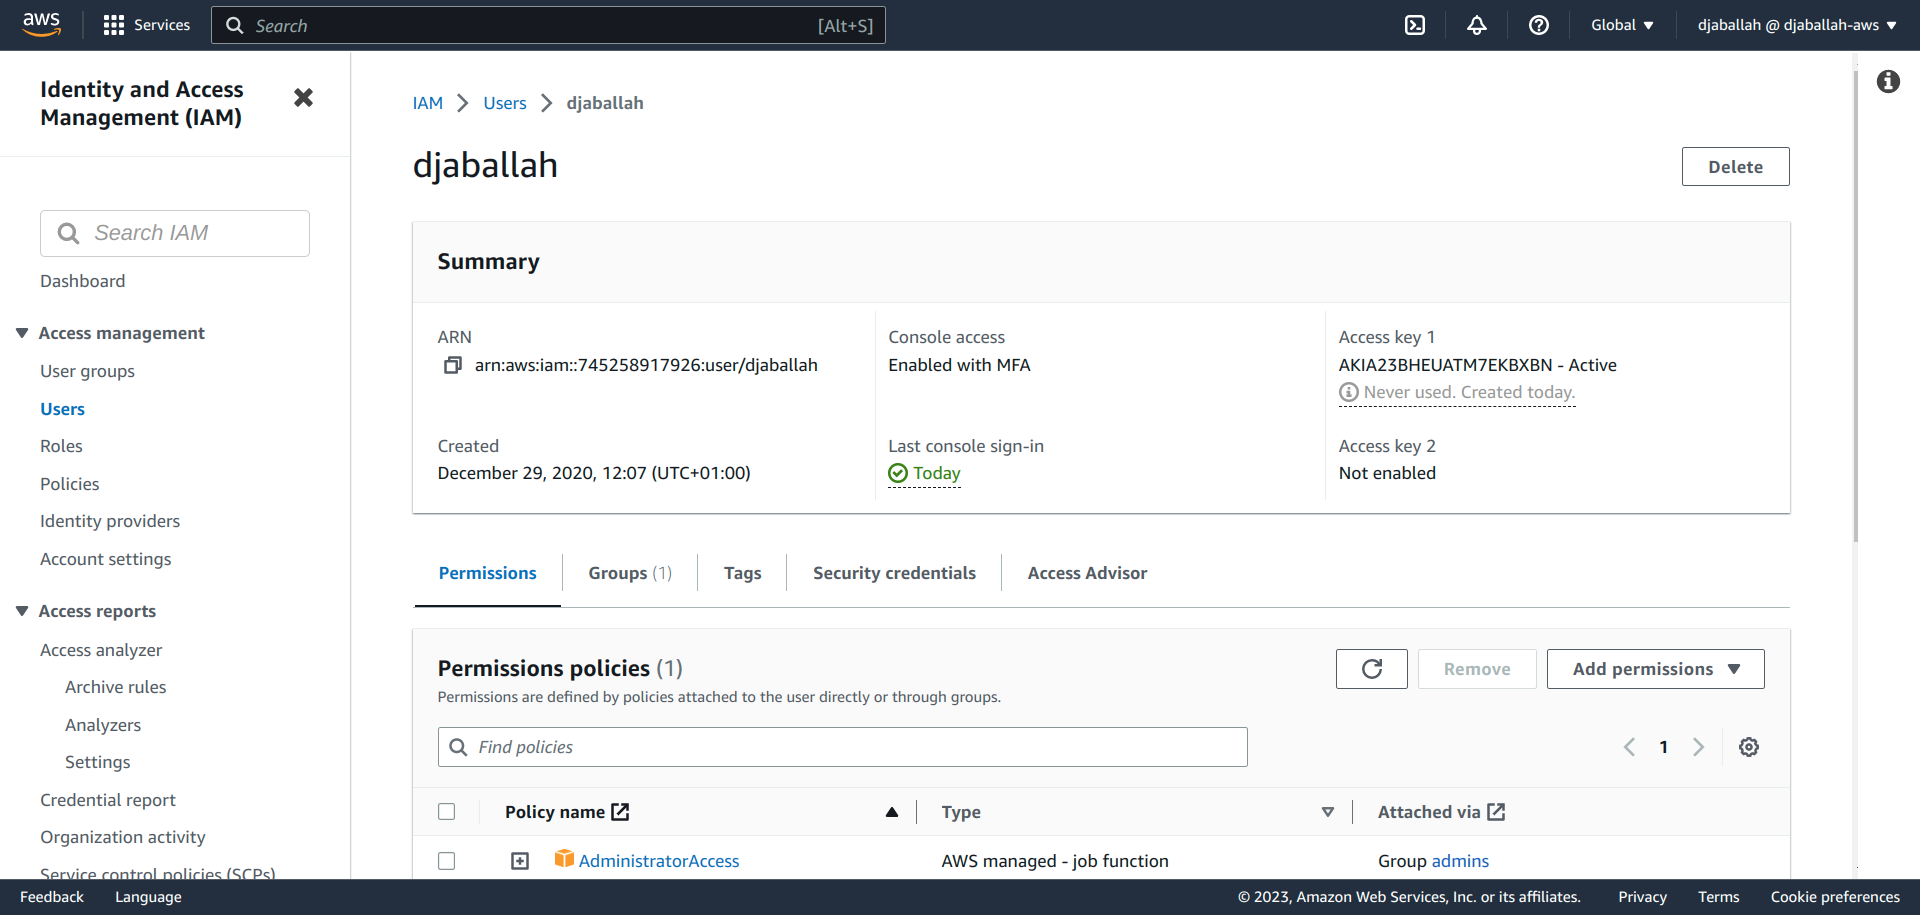 aws
Services
Search
[Alt+S]
Global
djaballah @ djaballah-aws
Identity and Access
Management (IAM)
Search IAM
Dashboard
Access management
User groups
Users
Roles
Policies
Identity providers
Account settings
Access reports
Access analyzer
Archive rules
Analyzers
Settings
Credential report
Organization activity
Service control policies (SCPs)
IAM > Users > djaballah
djaballah
Delete
Summary
ARN
arn:aws:iam::745258917926:user/djaballah
Console access
Enabled with MFA
Access key 1
AKIA23BHEUATM7EKBXBN - Active
Never used. Created today.
Created
December 29, 2020, 12:07 (UTC+01:00)
Last console sign-in
Today
Access key 2
Not enabled
Permissions
Groups (1)
Tags
Security credentials
Access Advisor
Permissions policies (1)
Permissions are defined by policies attached to the user directly or through groups.
Remove
Add permissions
Find policies
1
Policy name
Type
Attached via
AdministratorAccess
AWS managed - job function
Group admins
Feedback
Language
© 2023, Amazon Web Services, Inc. or its affiliates.
Privacy
Terms
Cookie preferences